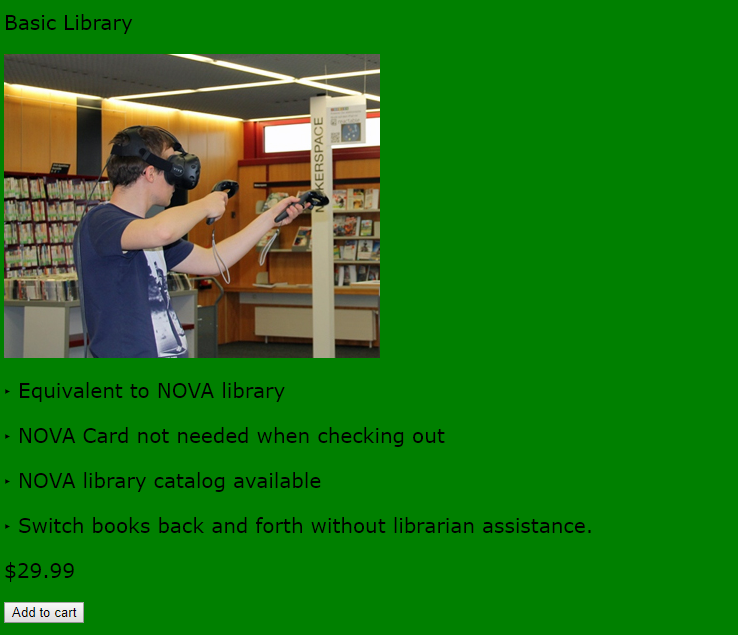 Basic Library
MAKERSPACE
‣ Equivalent to NOVA library
‣ NOVA Card not needed when checking out
‣ NOVA library catalog available
‣ Switch books back and forth without librarian assistance.
$29.99
Add to cart